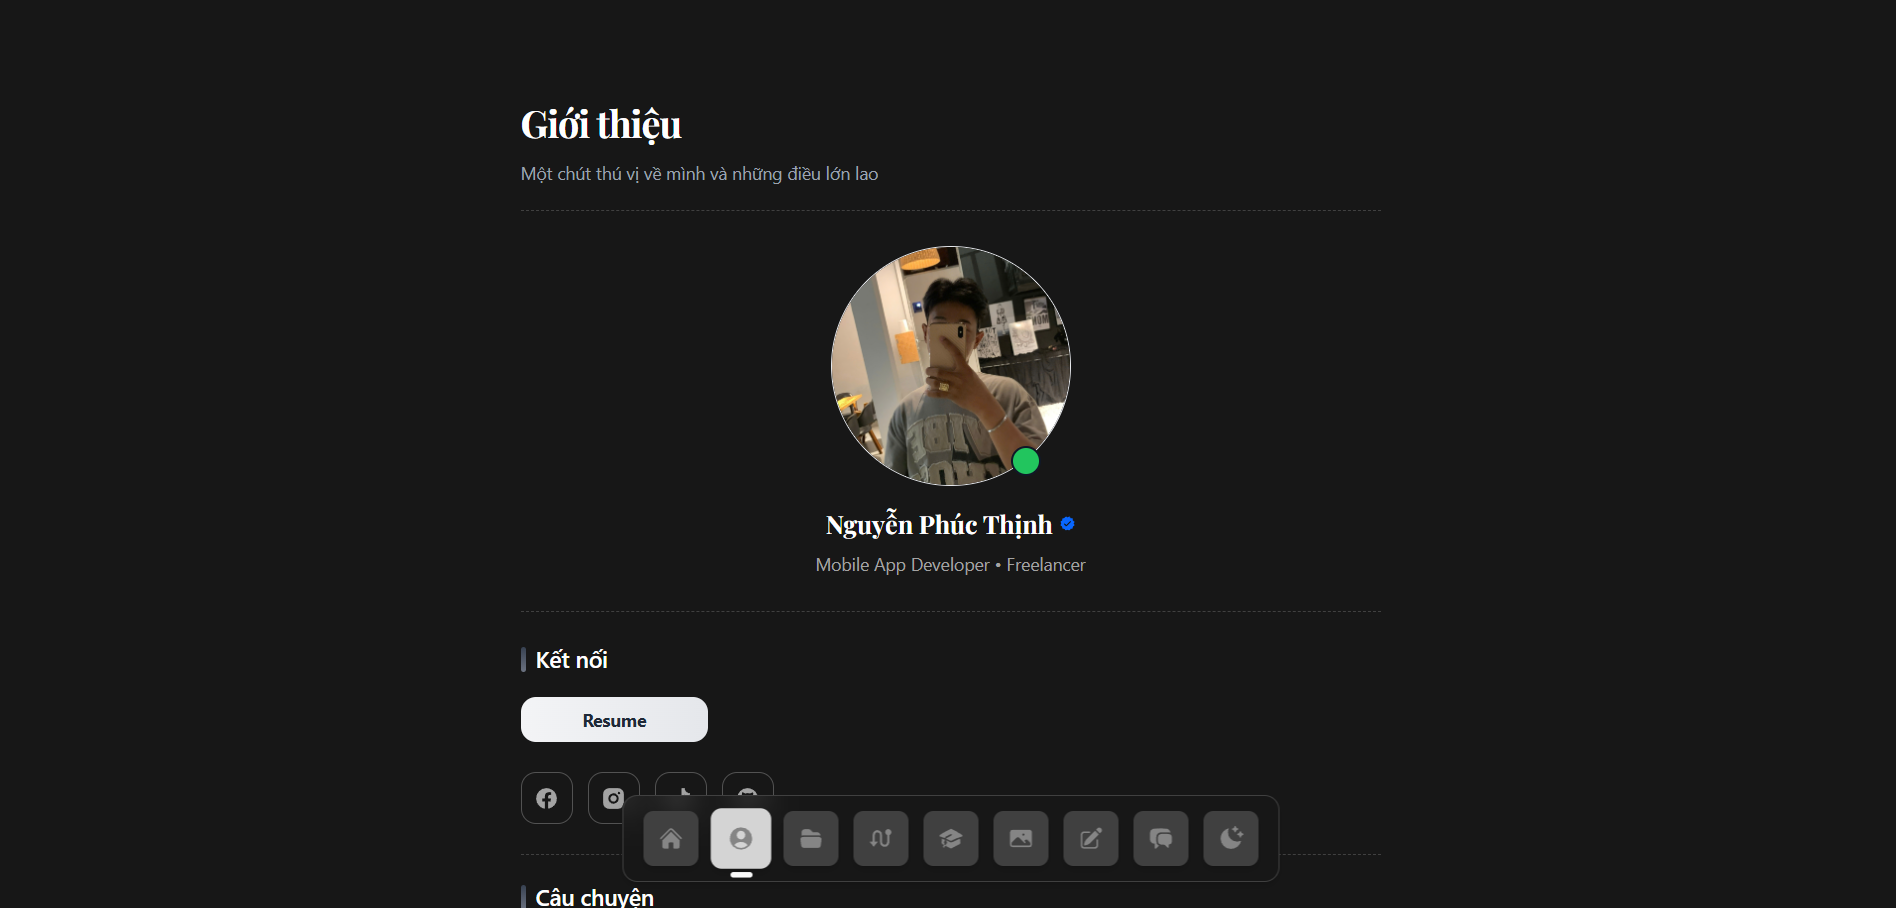 Giới thiệu
Một chút thú vị về mình và những điều lớn lao
Nguyễn Phúc Thịnh
Mobile App Developer • Freelancer
Kết nối
Resume
Câu chuyện